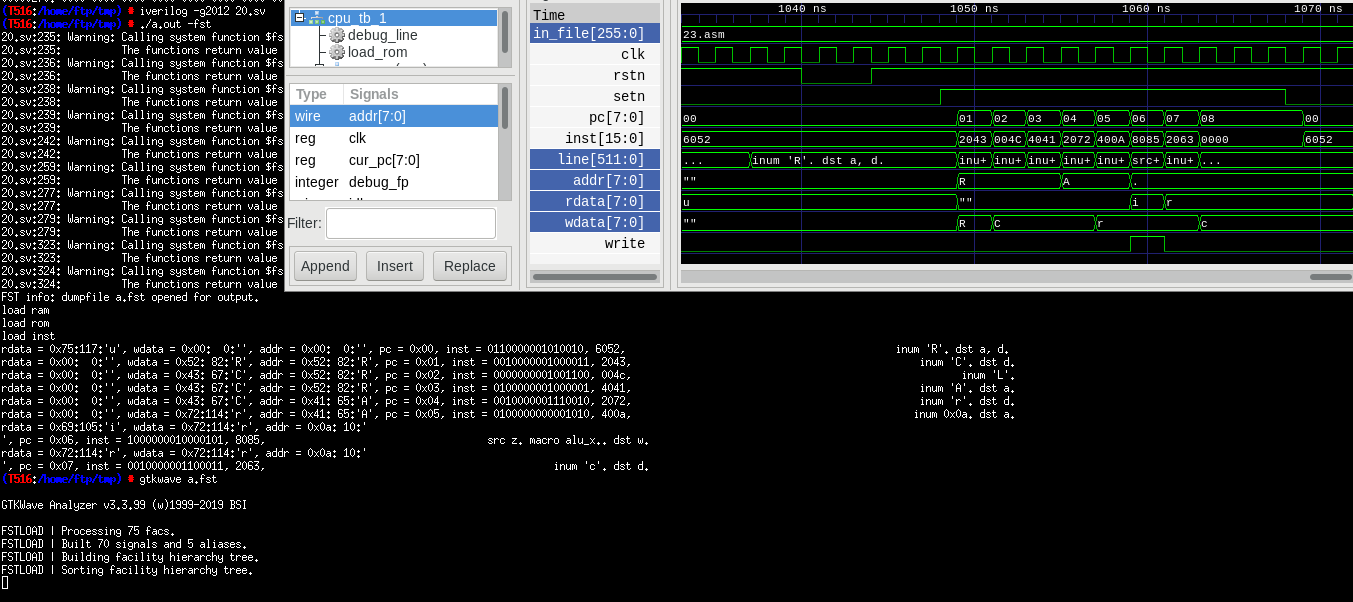 (T516:/home/ftp/tmp) # iverilog -g2012 20.sv
(T516:/home/ftp/tmp) # ./a.out -fst
20.sv:235: Warning: Calling system function $fs
20.sv:235:          The functions return value
20.sv:236: Warning: Calling system function $fs
20.sv:236:          The functions return value
20.sv:238: Warning: Calling system function $fs
20.sv:238:          The functions return value
20.sv:239: Warning: Calling system function $fs
20.sv:239:          The functions return value
20.sv:242: Warning: Calling system function $fs
20.sv:242:          The functions return value
20.sv:259: Warning: Calling system function $fs
20.sv:259:          The functions return value
20.sv:277: Warning: Calling system function $fs
20.sv:277:          The functions return value
20.sv:279: Warning: Calling system function $fs
20.sv:279:          The functions return value
20.sv:323: Warning: Calling system function $fs
20.sv:323:          The functions return value
20.sv:324: Warning: Calling system function $fs
20.sv:324:          The functions return value
FST info: dumpfile a.fst opened for output.
load ram
load rom
load inst
rdata = 0x75:117:'u', wdata = 0x00:  0:'', addr = 0x00:  0:'', pc = 0x00, inst = 0110000001010010, 6052, inum 'R'. dst a, d.
rdata = 0x00:  0:'', wdata = 0x52: 82:'R', addr = 0x52: 82:'R', pc = 0x01, inst = 0010000001000011, 2043, inum 'C'. dst d.
rdata = 0x00:  0:'', wdata = 0x43: 67:'C', addr = 0x52: 82:'R', pc = 0x02, inst = 0000000001001100, 004c, inum 'L'.
rdata = 0x00:  0:'', wdata = 0x43: 67:'C', addr = 0x52: 82:'R', pc = 0x03, inst = 0100000001000001, 4041, inum 'A'. dst a.
rdata = 0x00:  0:'', wdata = 0x43: 67:'C', addr = 0x41: 65:'A', pc = 0x04, inst = 0010000001110010, 2072, inum 'r'. dst d.
rdata = 0x00:  0:'', wdata = 0x72:114:'r', addr = 0x41: 65:'A', pc = 0x05, inst = 0100000000001010, 400a, inum 0x0a. dst a.
rdata = 0x69:105:'i', wdata = 0x72:114:'r', addr = 0x0a: 10:'
', pc = 0x06, inst = 1000000010000101, 8085, src z. macro alu_x.. dst w.
rdata = 0x72:114:'r', wdata = 0x72:114:'r', addr = 0x0a: 10:'
', pc = 0x07, inst = 0010000001100011, 2063, inum 'c'. dst d.
(T516:/home/ftp/tmp) # gtkwave a.fst
GTKWave Analyzer v3.3.99 (w)1999-2019 BSI
FSTLOAD | Processing 75 facs.
FSTLOAD | Built 70 signals and 5 aliases.
FSTLOAD | Building facility hierarchy tree.
FSTLOAD | Sorting facility hierarchy tree.
cpu_tb_1
debug_line
load_rom
Type Signals
wire addr[7:0]
reg clk
reg cur_pc[7:0]
integer debug_fp
Filter:
Append Insert Replace
Time
in_file[255:0]
clk
rstn
setn
pc[7:0]
inst[15:0]
line[511:0]
addr[7:0]
rdata[7:0]
wdata[7:0]
write
1040 ns 1050 ns 1060 ns 1070 ns
23.asm
00 01 02 03 04 05 06 07 08 00
6052 2043 004C 4041 2072 400A 8085 2063 0000 6052
... inum 'R'. dst a, d. inu+ inu+ inu+ inu+ inu+ src+ inu+ ...
"" R A .
u "" i r
"" R C r c